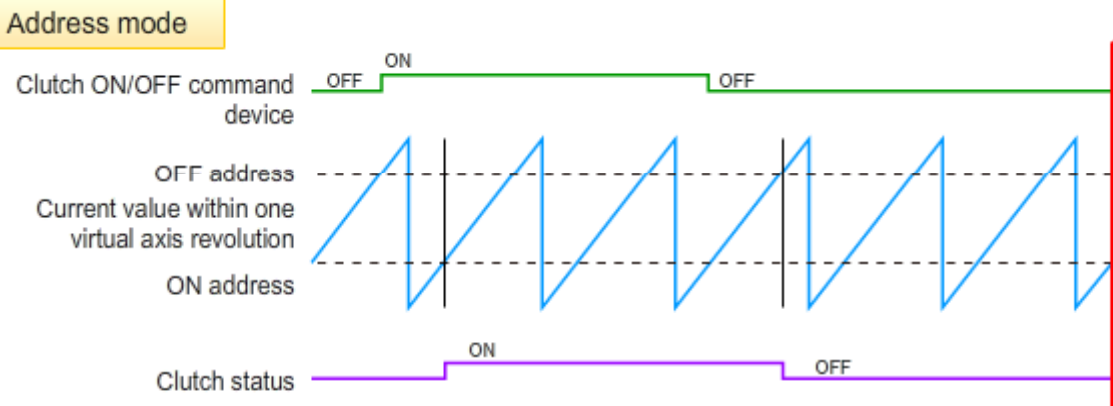 Address mode
ON
Clutch ON/OFF command
device
OFF
OFF
OFF address
Current value within one
virtual axis revolution
ON address
ON
OFF
Clutch status